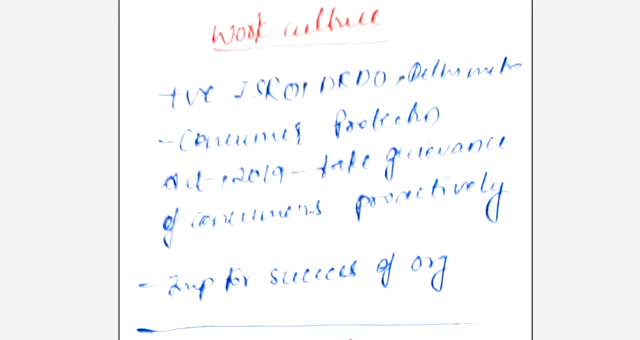 Work culture
+ve ISRO, DRDO, Delhi metro
- Consumer Protectn
Act, 2019 - take grievance
of consumers proactively
- Imp for success of org